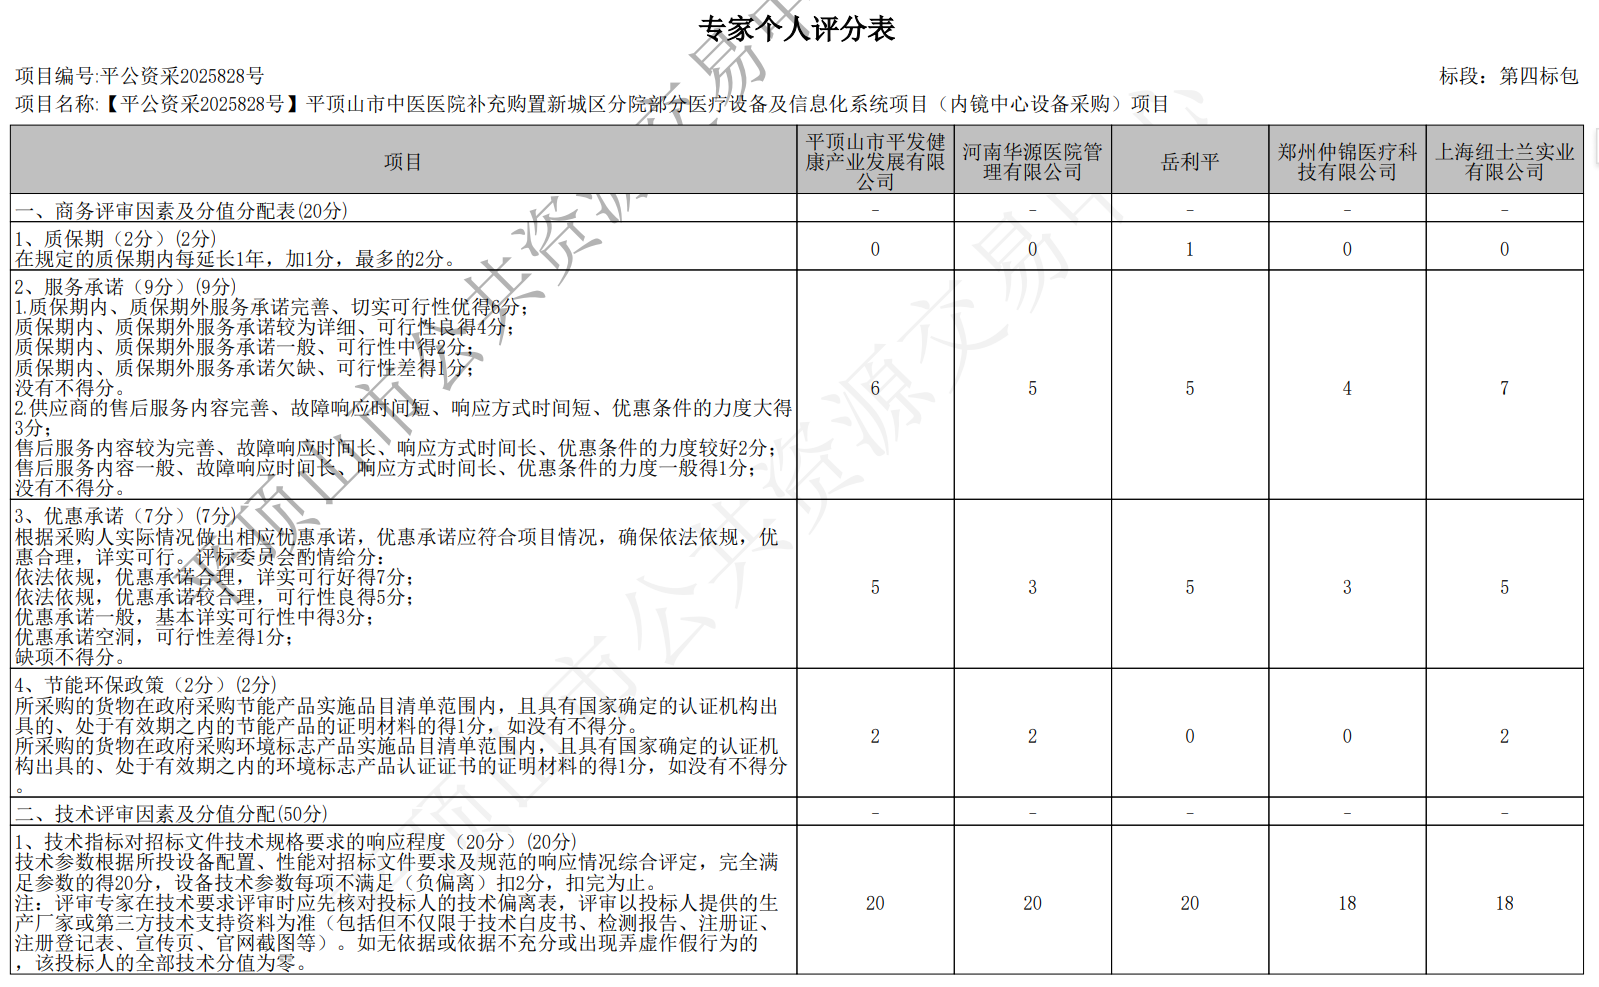 专家个人评分表
项目编号:平公资采2025828号
标段：第四标包
项目名称:【平公资采2025828号】平顶山市中医医院补充购置新城区分院部分医疗设备及信息化系统项目（内镜中心设备采购）项目
项目
平顶山市平发健
康产业发展有限
公司
河南华源医院管
理有限公司
岳利平
郑州仲锦医疗科
技有限公司
上海纽士兰实业
有限公司
一、商务评审因素及分值分配表(20分)
- - - - -
1、质保期（2分）(2分)
在规定的质保期内每延长1年，加1分，最多的2分。
0 0 1 0 0
2、服务承诺（9分）(9分)
1.质保期内、质保期外服务承诺完善、切实可行性优得6分；
质保期内、质保期外服务承诺较为详细、可行性良得4分；
质保期内、质保期外服务承诺一般、可行性中得2分；
质保期内、质保期外服务承诺欠缺、可行性差得1分；
没有不得分。
2.供应商的售后服务内容完善、故障响应时间短、响应方式时间短、优惠条件的力度大得
3分；
售后服务内容较为完善、故障响应时间长、响应方式时间长、优惠条件的力度较好2分；
售后服务内容一般、故障响应时间长、响应方式时间长、优惠条件的力度一般得1分；
没有不得分。
6 5 5 4 7
3、优惠承诺（7分）(7分)
根据采购人实际情况做出相应优惠承诺，优惠承诺应符合项目情况，确保依法依规，优
惠合理，详实可行。评标委员会酌情给分：
依法依规，优惠承诺合理，详实可行好得7分；
依法依规，优惠承诺较合理，可行性良得5分；
优惠承诺一般，基本详实可行性中得3分；
优惠承诺空洞，可行性差得1分；
缺项不得分。
5 3 5 3 5
4、节能环保政策（2分）(2分)
所采购的货物在政府采购节能产品实施品目清单范围内，且具有国家确定的认证机构出
具的、处于有效期之内的节能产品的证明材料的得1分，如没有不得分。
所采购的货物在政府采购环境标志产品实施品目清单范围内，且具有国家确定的认证机
构出具的、处于有效期之内的环境标志产品认证证书的证明材料的得1分，如没有不得分
。
2 2 0 0 2
二、技术评审因素及分值分配(50分)
- - - - -
1、技术指标对招标文件技术规格要求的响应程度（20分）(20分)
技术参数根据所投设备配置、性能对招标文件要求及规范的响应情况综合评定，完全满
足参数的得20分，设备技术参数每项不满足（负偏离）扣2分，扣完为止。
注：评审专家在技术要求评审时应先核对投标人的技术偏离表，评审以投标人提供的生
产厂家或第三方技术支持资料为准（包括但不仅限于技术白皮书、检测报告、注册证、
注册登记表、宣传页、官网截图等）。如无依据或依据不充分或出现弄虚作假行为的
，该投标人的全部技术分值为零。
20 20 20 18 18
平顶山市公共资源交易中
平顶山市公共资源交易中心